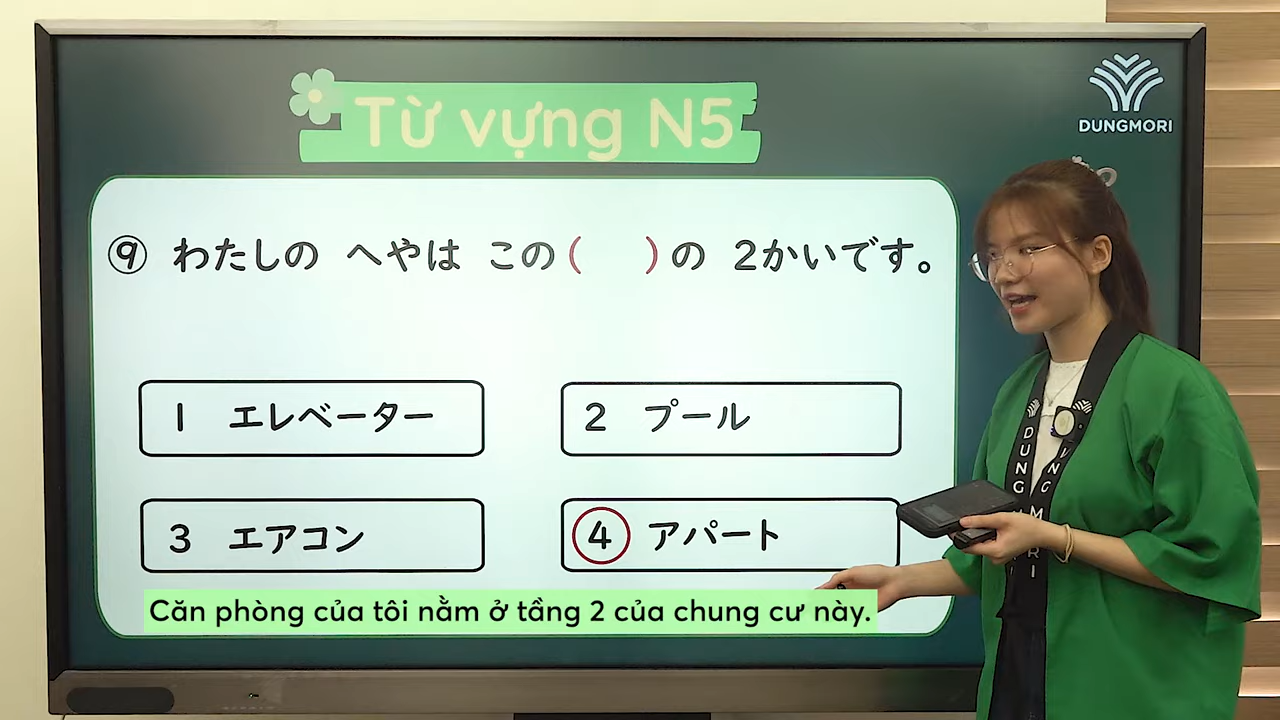 Từ vựng N5
DUNGMORI
⑨ わたしの へやは この( )の 2かいです。
1 エレベーター
2 プール
3 エアコン
④ アパート
Căn phòng của tôi nằm ở tầng 2 của chung cư này.
DUNG